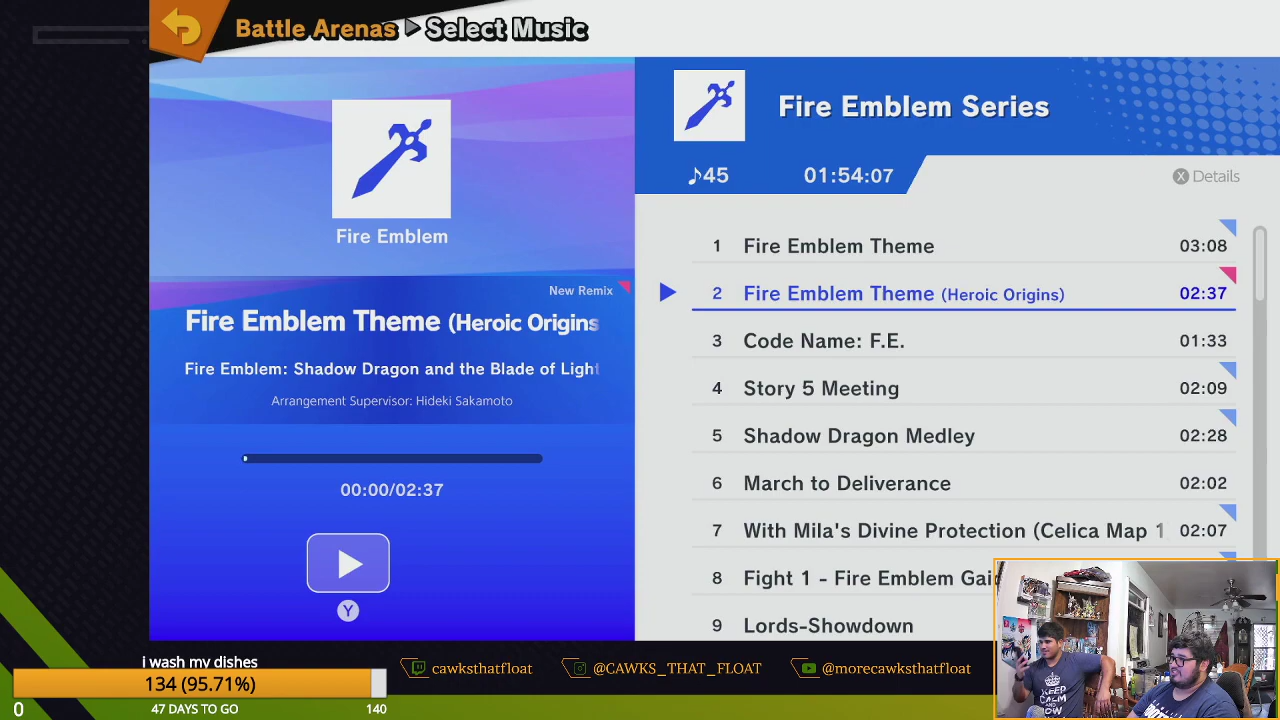 Battle Arenas ▶ Select Music
Fire Emblem
New Remix
Fire Emblem Theme (Heroic Origins
Fire Emblem: Shadow Dragon and the Blade of Light
Arrangement Supervisor: Hideki Sakamoto
00:00/02:37
Y
Fire Emblem Series
♪45 01:54:07
X Details
1 Fire Emblem Theme 03:08
2 Fire Emblem Theme (Heroic Origins) 02:37
3 Code Name: F.E. 01:33
4 Story 5 Meeting 02:09
5 Shadow Dragon Medley 02:28
6 March to Deliverance 02:02
7 With Mila's Divine Protection (Celica Map 1 02:07
8 Fight 1 - Fire Emblem Gai
9 Lords-Showdown
KEEP
CALM
AND
i wash my dishes
134 (95.71%)
0 47 DAYS TO GO 140
cawksthatfloat @CAWKS_THAT_FLOAT @morecawksthatfloat